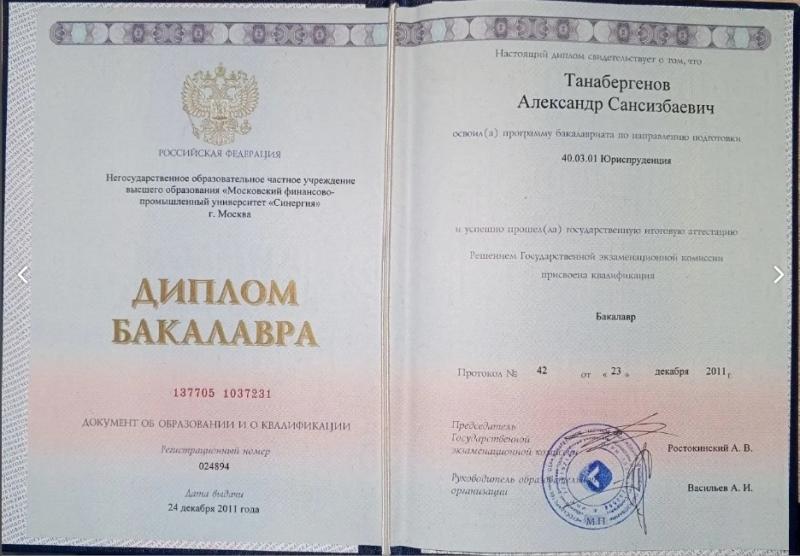 РОССИЙСКАЯ ФЕДЕРАЦИЯ
Негосударственное образовательное частное учреждение
высшего образования «Московский финансово-
промышленный университет «Синергия»
г. Москва
ДИПЛОМ
БАКАЛАВРА
137705 1037231
ДОКУМЕНТ ОБ ОБРАЗОВАНИИ И О КВАЛИФИКАЦИИ
Регистрационный номер
024894
Дата выдачи
24 декабря 2011 года
Настоящий диплом свидетельствует о том, что
Танабергенов
Александр Сансизбаевич
освоил(а) программу бакалавриата по направлению подготовки
40.03.01 Юриспруденция
и успешно прошел(ла) государственную итоговую аттестацию
Решением Государственной экзаменационной комиссии
присвоена квалификация
Бакалавр
Протокол № 42 от « 23 » декабря 2011 г.
Председатель
Государственной
экзаменационной комиссии
Ростокинский А. В.
Руководитель образовательной
организации
Васильев А. И.
М.П.